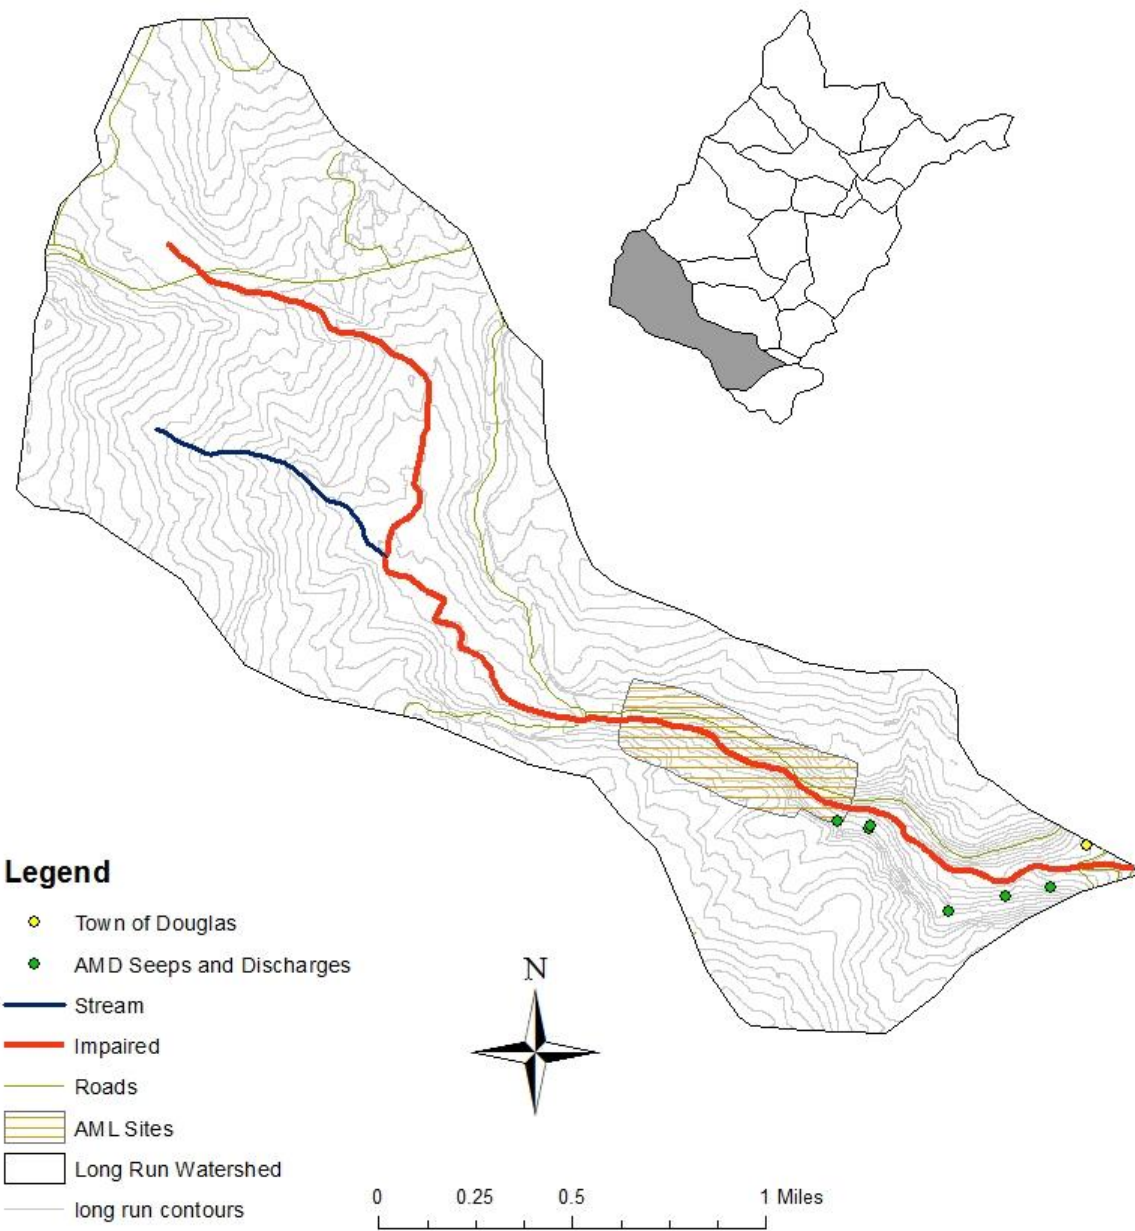 Legend
Town of Douglas
AMD Seeps and Discharges
Stream
Impaired
Roads
AML Sites
Long Run Watershed
long run contours
N
0 0.25 0.5 1 Miles